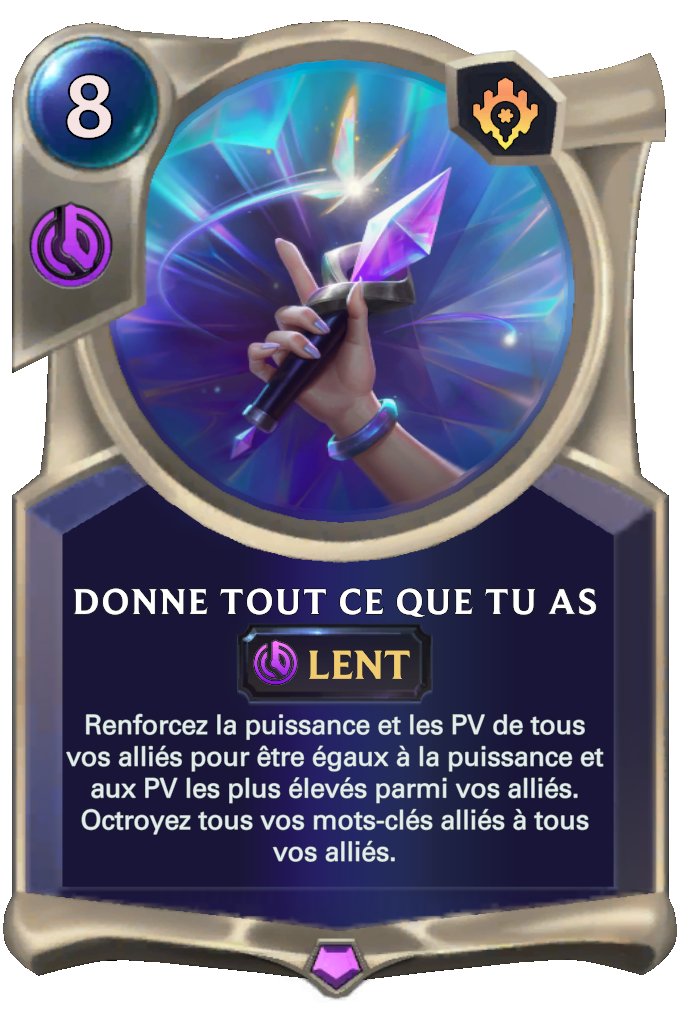 8
DONNE TOUT CE QUE TU AS
LENT
Renforcez la puissance et les PV de tous
vos alliés pour être égaux à la puissance et
aux PV les plus élevés parmi vos alliés.
Octroyez tous vos mots-clés alliés à tous
vos alliés.